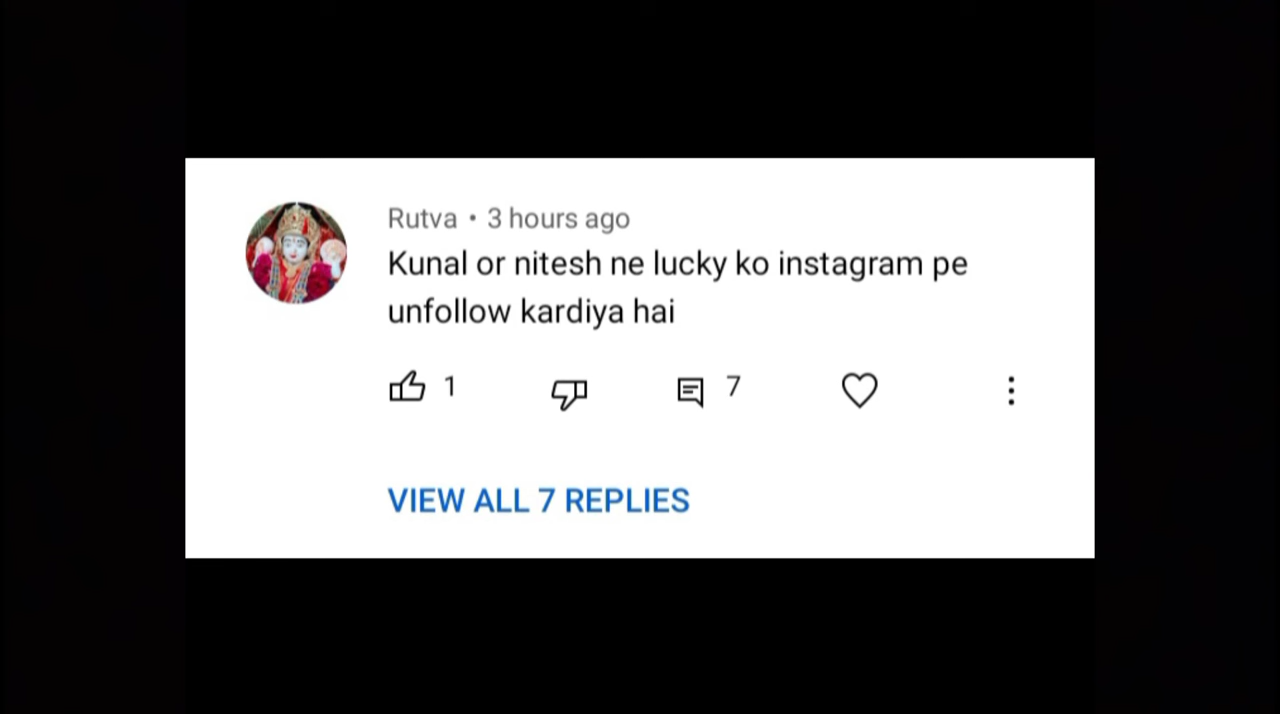 Rutva • 3 hours ago
Kunal or nitesh ne lucky ko instagram pe
unfollow kardiya hai
1 7
VIEW ALL 7 REPLIES